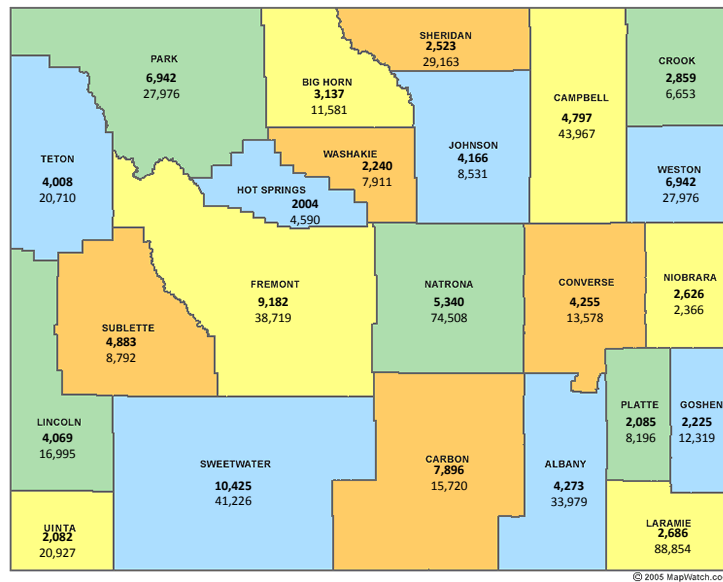 SHERIDAN
2,523
29,163
PARK
6,942
27,976
CROOK
2,859
6,653
BIG HORN
3,137
11,581
CAMPBELL
4,797
43,967
JOHNSON
4,166
8,531
WASHAKIE
2,240
7,911
TETON
4,008
20,710
WESTON
6,942
27,976
HOT SPRINGS
2004
4,590
FREMONT
9,182
38,719
NATRONA
5,340
74,508
CONVERSE
4,255
13,578
NIOBRARA
2,626
2,366
SUBLETTE
4,883
8,792
PLATTE
2,085
8,196
GOSHEN
2,225
12,319
LINCOLN
4,069
16,995
SWEETWATER
10,425
41,226
CARBON
7,896
15,720
ALBANY
4,273
33,979
UINTA
2,082
20,927
LARAMIE
2,686
88,854
© 2005 MapWatch.co